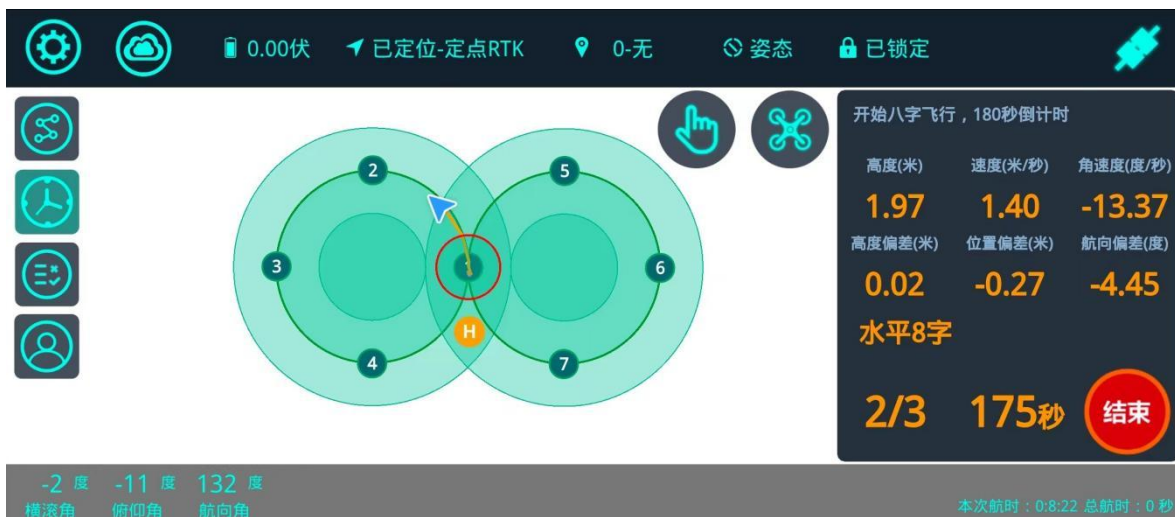 0.00伏 已定位-定点RTK 0-无 姿态 已锁定
开始八字飞行，180秒倒计时
高度(米) 速度(米/秒) 角速度(度/秒)
1.97 1.40 -13.37
高度偏差(米) 位置偏差(米) 航向偏差(度)
0.02 -0.27 -4.45
水平8字
2/3 175秒 结束
2 5
3 1 6
H
4 7
-2 度 -11 度 132 度
横滚角 俯仰角 航向角
本次航时：0:8:22 总航时：0 秒